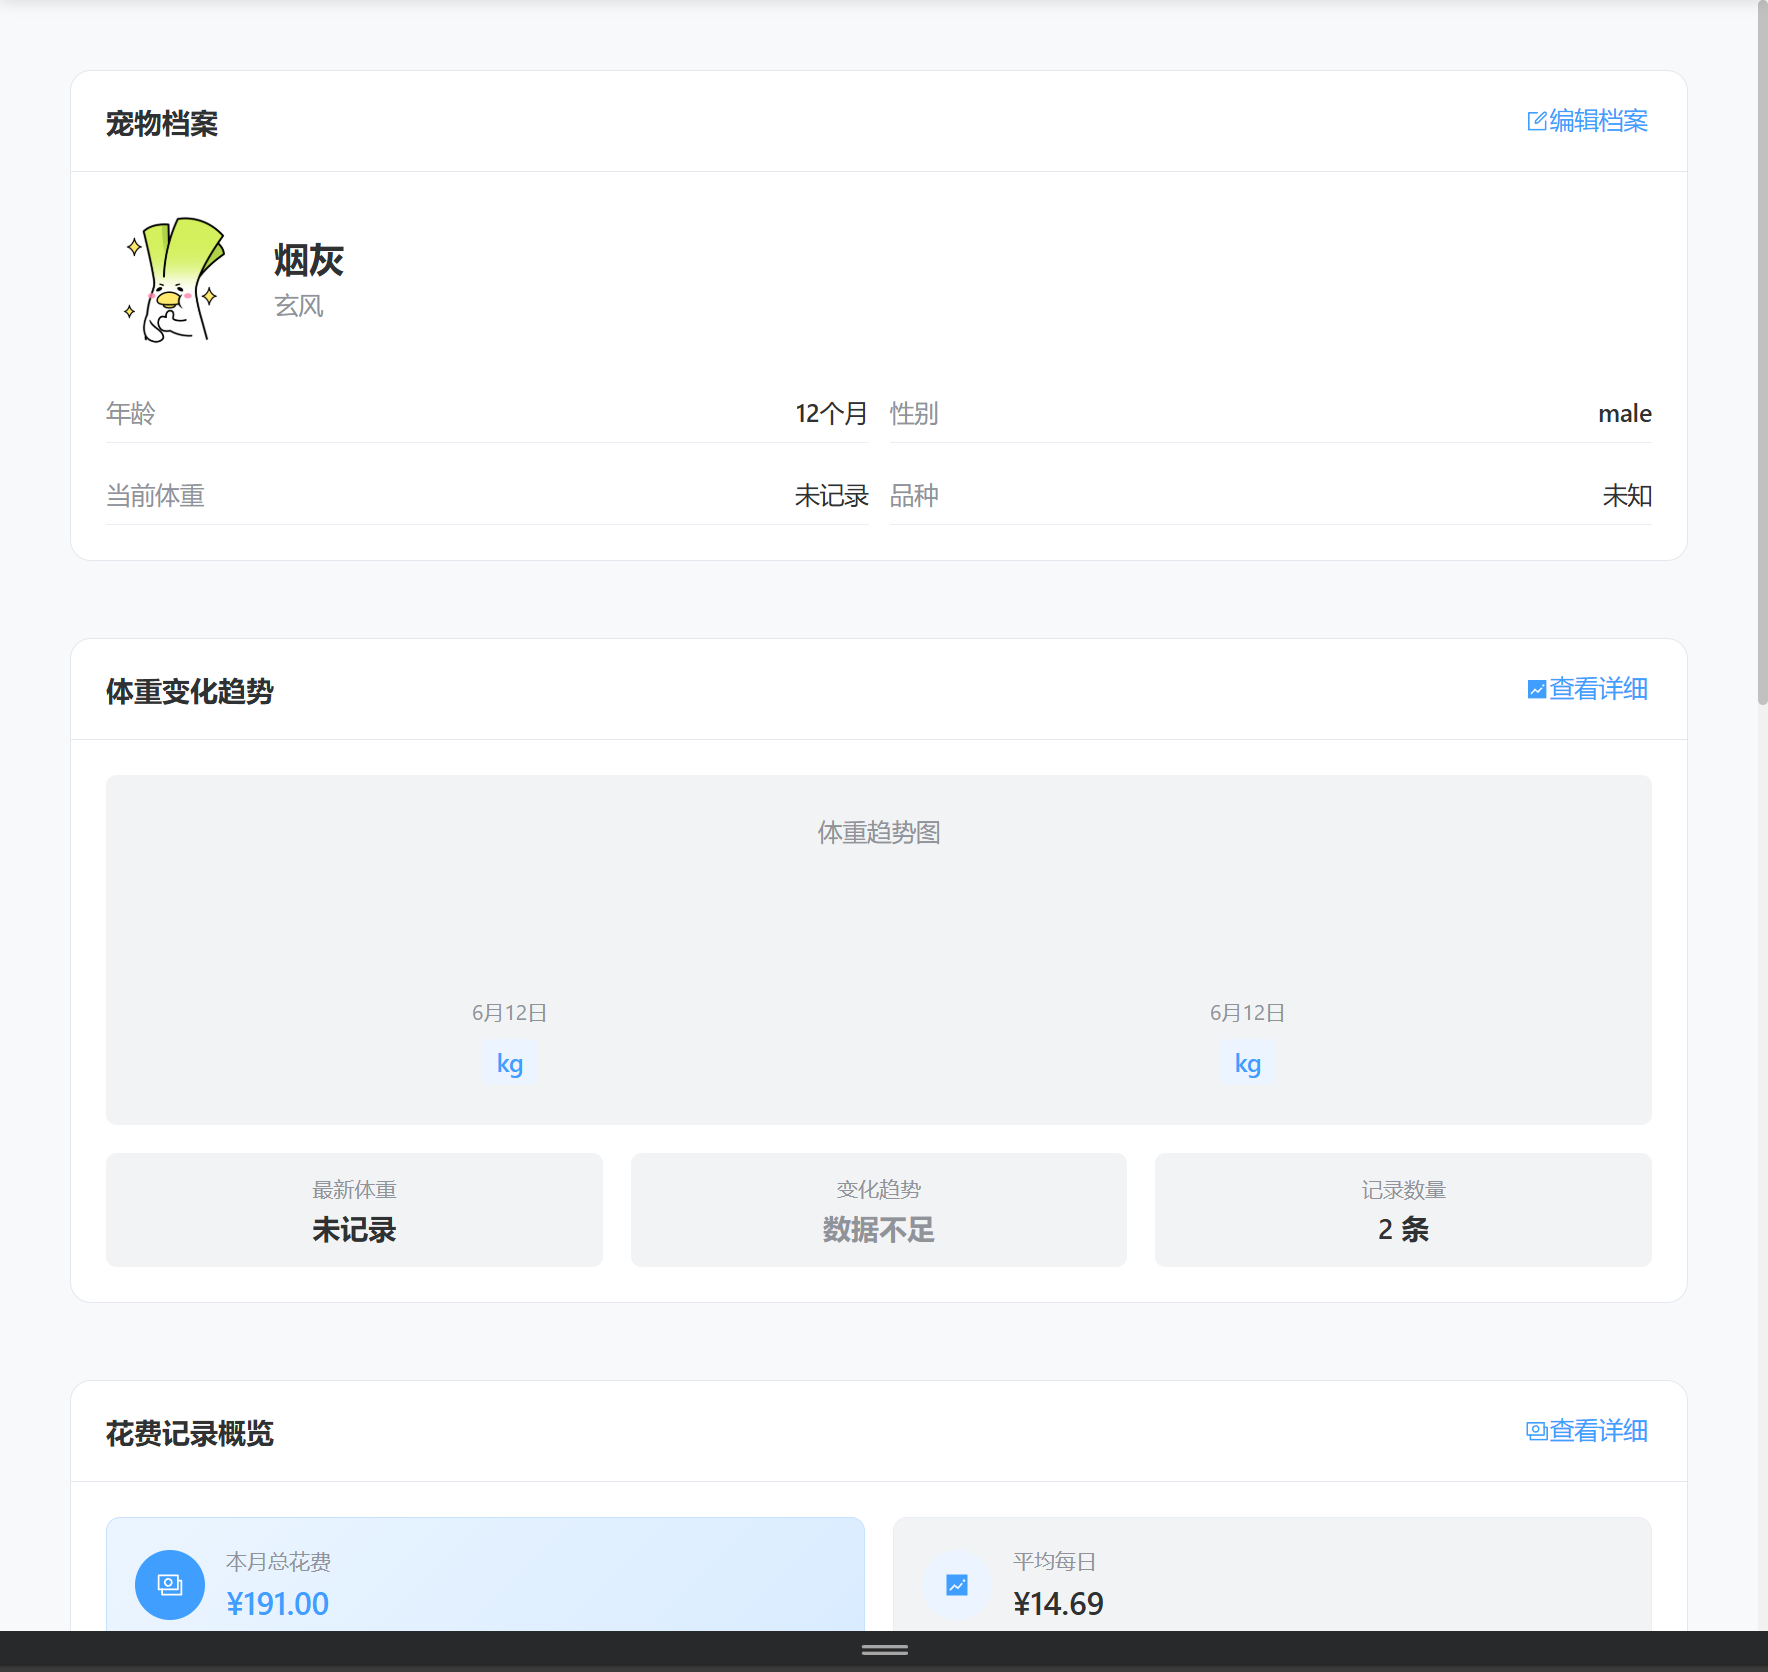 宠物档案
编辑档案
烟灰
玄风
年龄 12个月 性别 male
当前体重 未记录 品种 未知
体重变化趋势
查看详细
体重趋势图
6月12日 6月12日
kg kg
最新体重 变化趋势 记录数量
未记录 数据不足 2 条
花费记录概览
查看详细
本月总花费 平均每日
¥191.00 ¥14.69